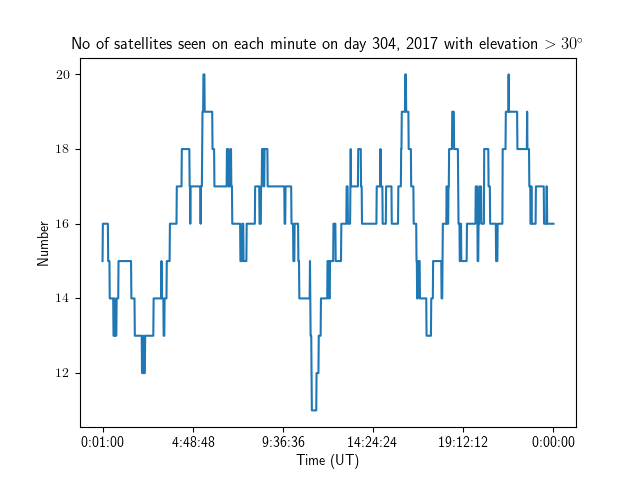 No of satellites seen on each minute on day 304, 2017 with elevation > 30°
20
18
16
14
12
Number
0:01:00 4:48:48 9:36:36 14:24:24 19:12:12 0:00:00
Time (UT)